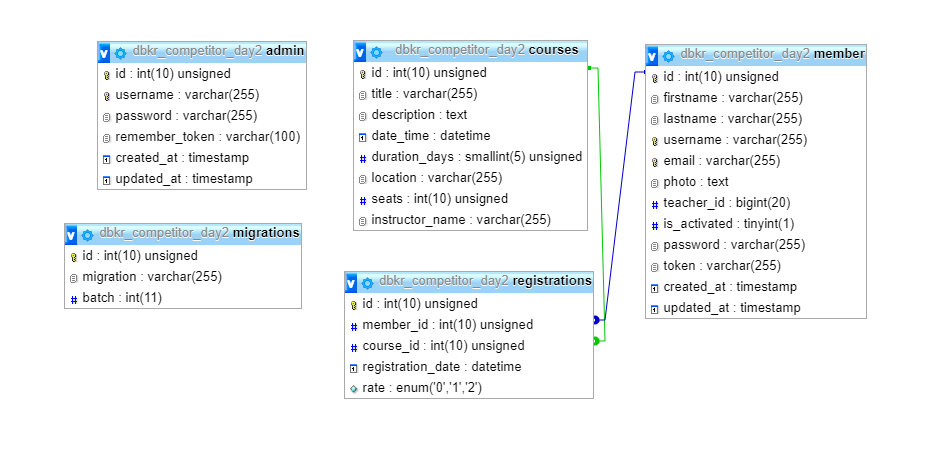 dbkr_competitor_day2 admin
id : int(10) unsigned
username : varchar(255)
password : varchar(255)
remember_token : varchar(100)
created_at : timestamp
updated_at : timestamp
dbkr_competitor_day2 migrations
id : int(10) unsigned
migration : varchar(255)
batch : int(11)
dbkr_competitor_day2 courses
id : int(10) unsigned
title : varchar(255)
description : text
date_time : datetime
duration_days : smallint(5) unsigned
location : varchar(255)
seats : int(10) unsigned
instructor_name : varchar(255)
dbkr_competitor_day2 registrations
id : int(10) unsigned
member_id : int(10) unsigned
course_id : int(10) unsigned
registration_date : datetime
rate : enum('0','1','2')
dbkr_competitor_day2 member
id : int(10) unsigned
firstname : varchar(255)
lastname : varchar(255)
username : varchar(255)
email : varchar(255)
photo : text
teacher_id : bigint(20)
is_activated : tinyint(1)
password : varchar(255)
token : varchar(255)
created_at : timestamp
updated_at : timestamp